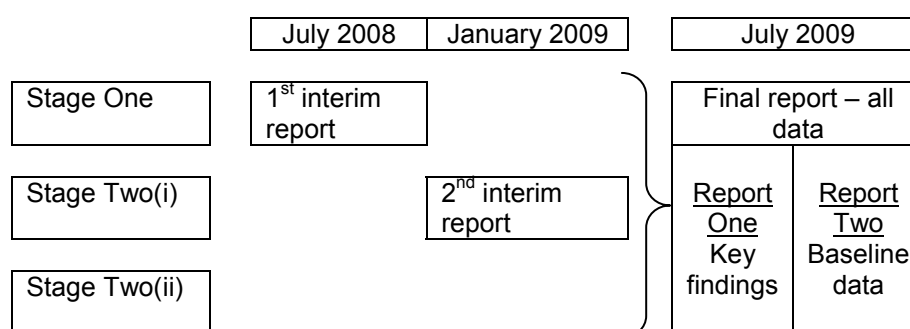 July 2008 January 2009 July 2009
Stage One
1st interim
report
Final report – all
data
Stage Two(i)
2nd interim
report
Report
One
Key
findings
Report
Two
Baseline
data
Stage Two(ii)